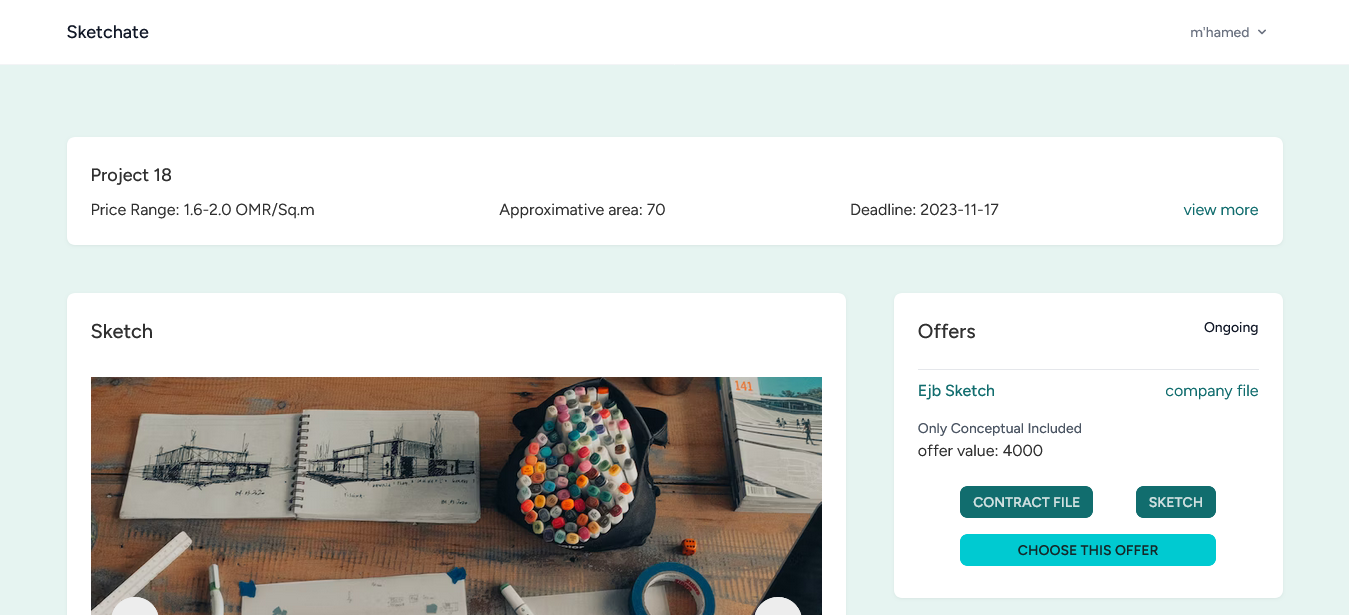 Sketchate
m'hamed
Project 18
Price Range: 1.6-2.0 OMR/Sq.m
Approximative area: 70
Deadline: 2023-11-17
view more
Sketch
Offers
Ongoing
141
Ejb Sketch
company file
Only Conceptual Included
offer value: 4000
CONTRACT FILE
SKETCH
CHOOSE THIS OFFER